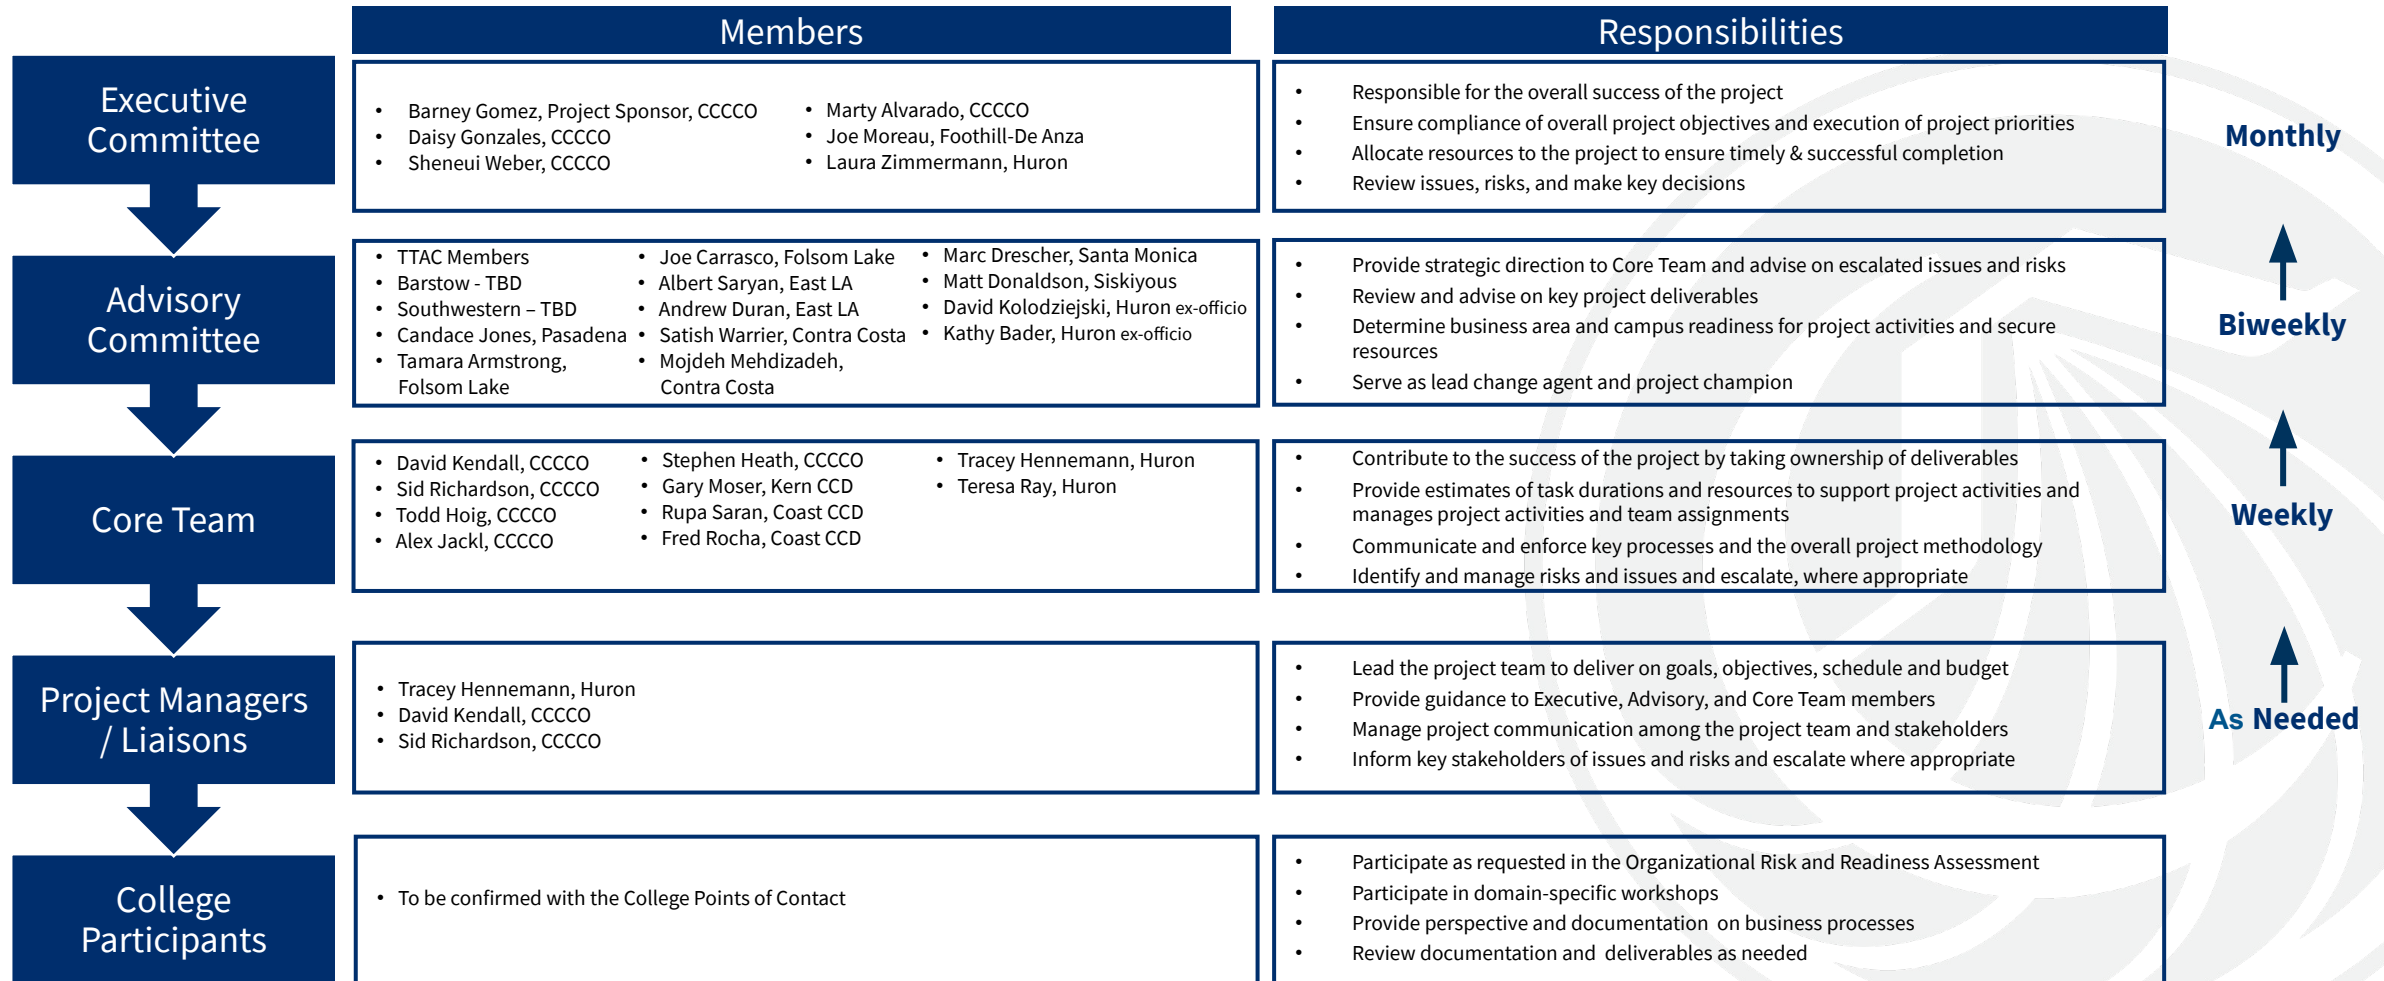 Members
Responsibilities
Executive
Committee
• Barney Gomez, Project Sponsor, CCCCO
• Daisy Gonzales, CCCCO
• Sheneui Weber, CCCCO
• Marty Alvarado, CCCCO
• Joe Moreau, Foothill-De Anza
• Laura Zimmermann, Huron
• Responsible for the overall success of the project
• Ensure compliance of overall project objectives and execution of project priorities
• Allocate resources to the project to ensure timely & successful completion
• Review issues, risks, and make key decisions
Monthly
Advisory
Committee
• TTAC Members
• Barstow - TBD
• Southwestern – TBD
• Candace Jones, Pasadena
• Tamara Armstrong,
Folsom Lake
• Joe Carrasco, Folsom Lake
• Albert Saryan, East LA
• Andrew Duran, East LA
• Satish Warrier, Contra Costa
• Mojdeh Mehdizadeh,
Contra Costa
• Marc Drescher, Santa Monica
• Matt Donaldson, Siskiyous
• David Kolodziejski, Huron ex-officio
• Kathy Bader, Huron ex-officio
• Provide strategic direction to Core Team and advise on escalated issues and risks
• Review and advise on key project deliverables
• Determine business area and campus readiness for project activities and secure
resources
• Serve as lead change agent and project champion
Biweekly
Core Team
• David Kendall, CCCCO
• Sid Richardson, CCCCO
• Todd Hoig, CCCCO
• Alex Jackl, CCCCO
• Stephen Heath, CCCCO
• Gary Moser, Kern CCD
• Rupa Saran, Coast CCD
• Fred Rocha, Coast CCD
• Tracey Hennemann, Huron
• Teresa Ray, Huron
• Contribute to the success of the project by taking ownership of deliverables
• Provide estimates of task durations and resources to support project activities and
manages project activities and team assignments
• Communicate and enforce key processes and the overall project methodology
• Identify and manage risks and issues and escalate, where appropriate
Weekly
Project Managers
/ Liaisons
• Tracey Hennemann, Huron
• David Kendall, CCCCO
• Sid Richardson, CCCCO
• Lead the project team to deliver on goals, objectives, schedule and budget
• Provide guidance to Executive, Advisory, and Core Team members
• Manage project communication among the project team and stakeholders
• Inform key stakeholders of issues and risks and escalate where appropriate
As Needed
College
Participants
• To be confirmed with the College Points of Contact
• Participate as requested in the Organizational Risk and Readiness Assessment
• Participate in domain-specific workshops
• Provide perspective and documentation on business processes
• Review documentation and deliverables as needed